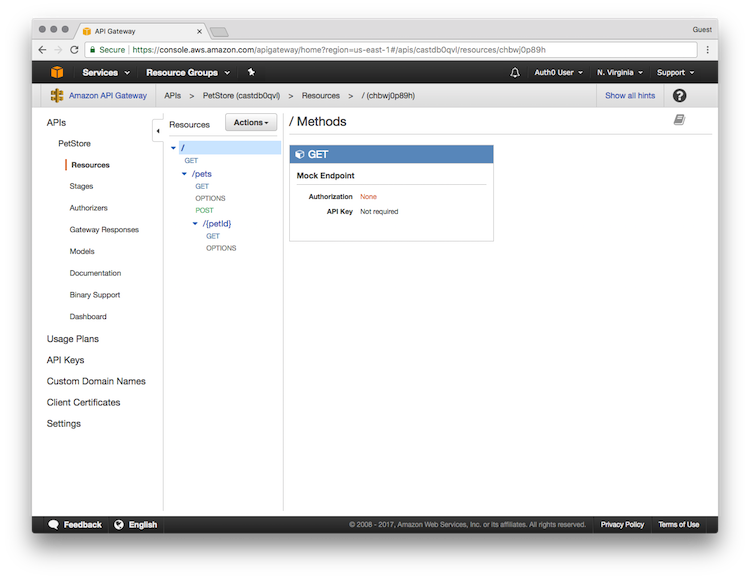 API Gateway
Guest
Secure https://console.aws.amazon.com/apigateway/home?region=us-east-1#/apis/castdb0qvl/resources/chbwj0p89h
Services Resource Groups Auth0 User N. Virginia Support
Amazon API Gateway APIs > PetStore (castdb0qvl) > Resources > / (chbwj0p89h) Show all hints ?
APIs
PetStore
Resources
Stages
Authorizers
Gateway Responses
Models
Documentation
Binary Support
Dashboard
Usage Plans
API Keys
Custom Domain Names
Client Certificates
Settings
Resources Actions
/
GET
/pets
GET
OPTIONS
POST
/{petId}
GET
OPTIONS
/ Methods
GET
Mock Endpoint
Authorization None
API Key Not required
Feedback English © 2008 - 2017, Amazon Web Services, Inc. or its affiliates. All rights reserved. Privacy Policy Terms of Use